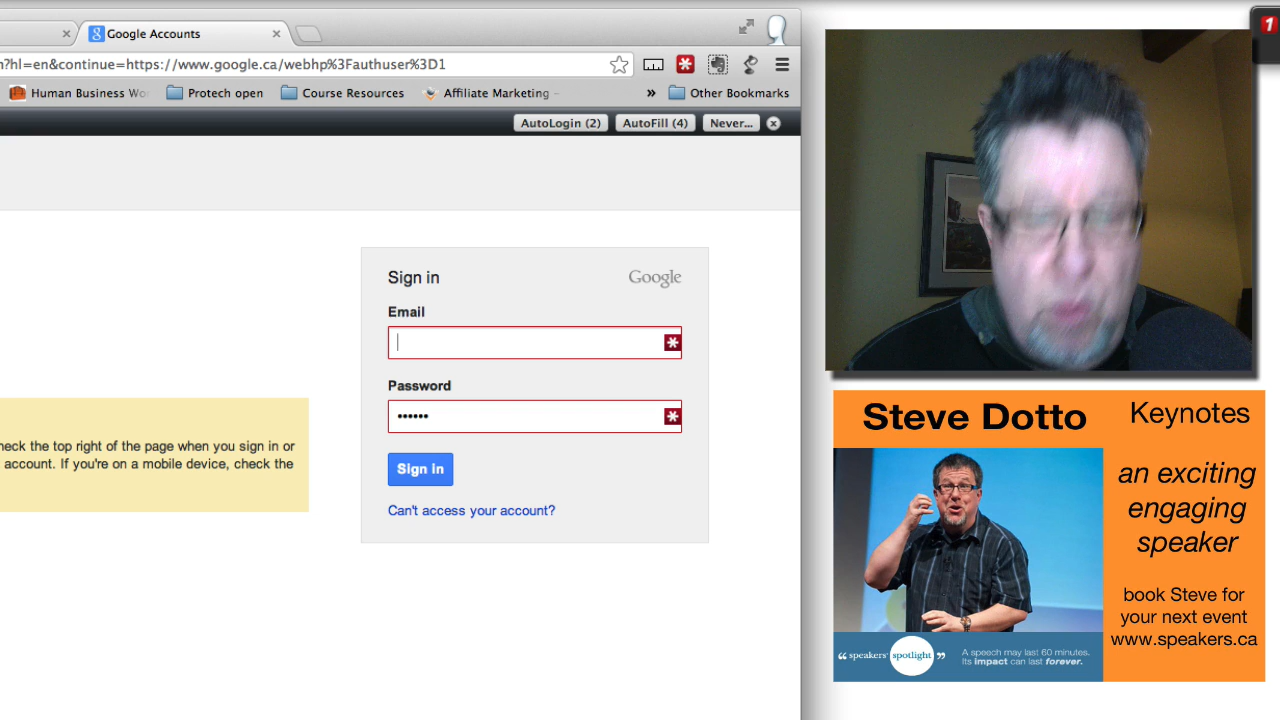 Google Accounts
n?hl=en&continue=https://www.google.ca/webhp%3Fauthuser%3D1
Human Business Wo
Protech open
Course Resources
Affiliate Marketing -
»
Other Bookmarks
AutoLogin (2)
AutoFill (4)
Never...
Sign in
Google
Email
Password
••••••
Sign in
Can't access your account?
heck the top right of the page when you sign in or
account. If you're on a mobile device, check the
1
Steve Dotto
Keynotes
an exciting
engaging
speaker
book Steve for
your next event
www.speakers.ca
“ speakers' spotlight ”
A speech may last 60 minutes.
Its impact can last forever.